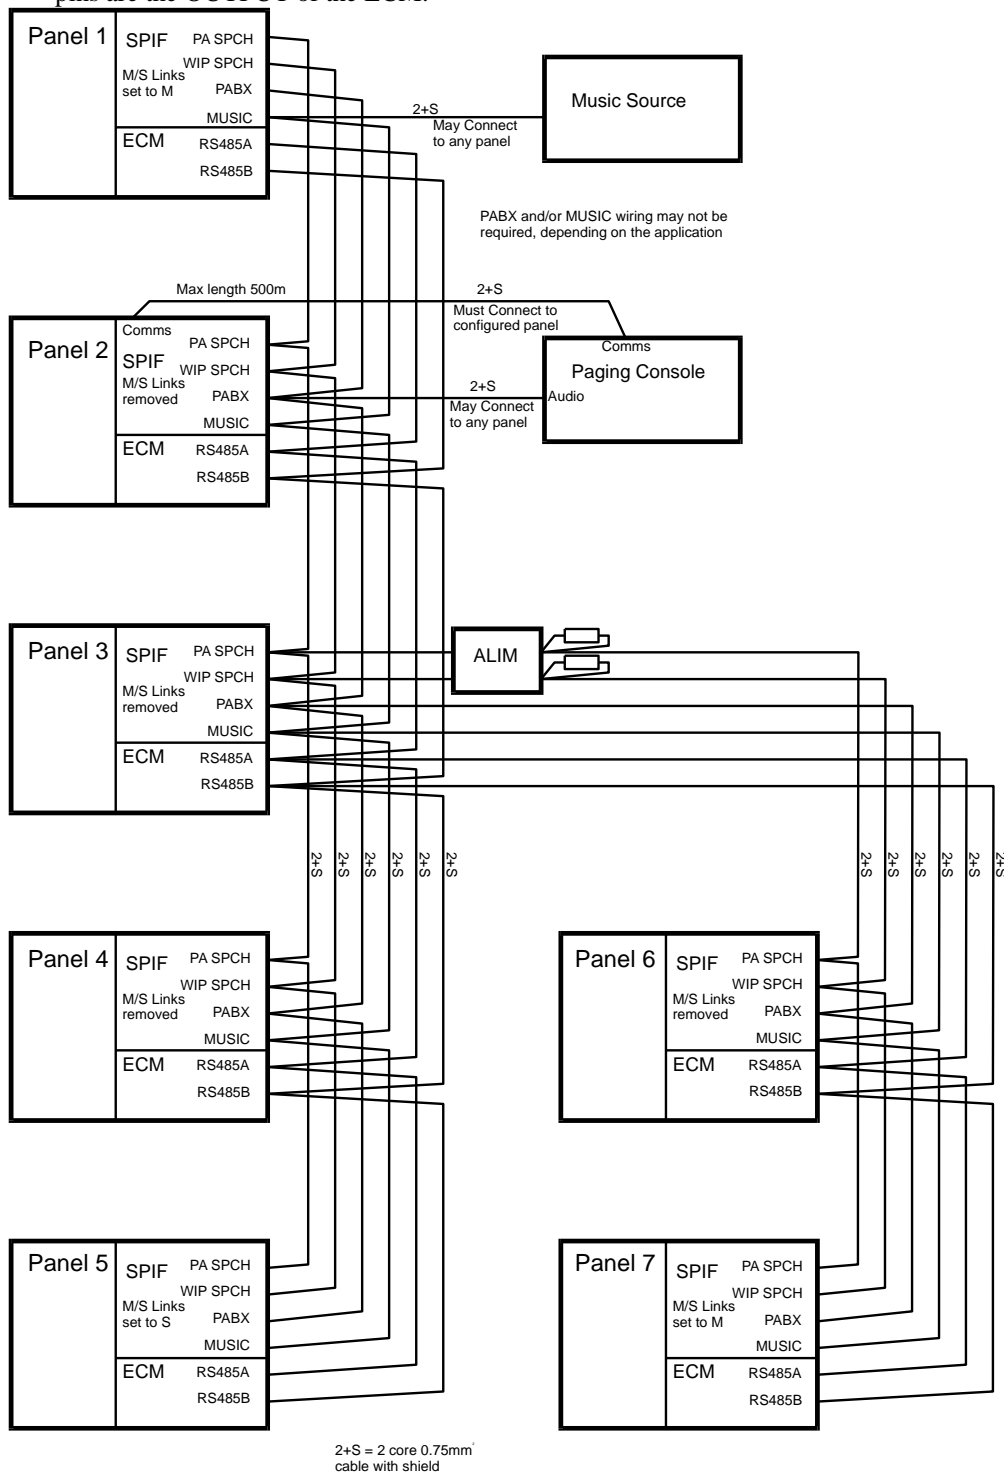 pins are the OUTPUT of the ECM.
Panel 1
SPIF
M/S Links
set to M
PA SPCH
WIP SPCH
PABX
MUSIC
ECM
RS485A
RS485B
2+S
May Connect
to any panel
Music Source
PABX and/or MUSIC wiring may not be
required, depending on the application
Max length 500m
2+S
Must Connect to
configured panel
Panel 2
Comms
SPIF
M/S Links
removed
PA SPCH
WIP SPCH
PABX
MUSIC
ECM
RS485A
RS485B
2+S
May Connect
to any panel
Comms
Paging Console
Audio
Panel 3
SPIF
M/S Links
removed
PA SPCH
WIP SPCH
PABX
MUSIC
ECM
RS485A
RS485B
ALIM
2+S
2+S
2+S
2+S
2+S
2+S
2+S
2+S
2+S
2+S
2+S
2+S
Panel 4
SPIF
M/S Links
removed
PA SPCH
WIP SPCH
PABX
MUSIC
ECM
RS485A
RS485B
Panel 6
SPIF
M/S Links
removed
PA SPCH
WIP SPCH
PABX
MUSIC
ECM
RS485A
RS485B
Panel 5
SPIF
M/S Links
set to S
PA SPCH
WIP SPCH
PABX
MUSIC
ECM
RS485A
RS485B
Panel 7
SPIF
M/S Links
set to M
PA SPCH
WIP SPCH
PABX
MUSIC
ECM
RS485A
RS485B
2+S = 2 core 0.75mm²
cable with shield